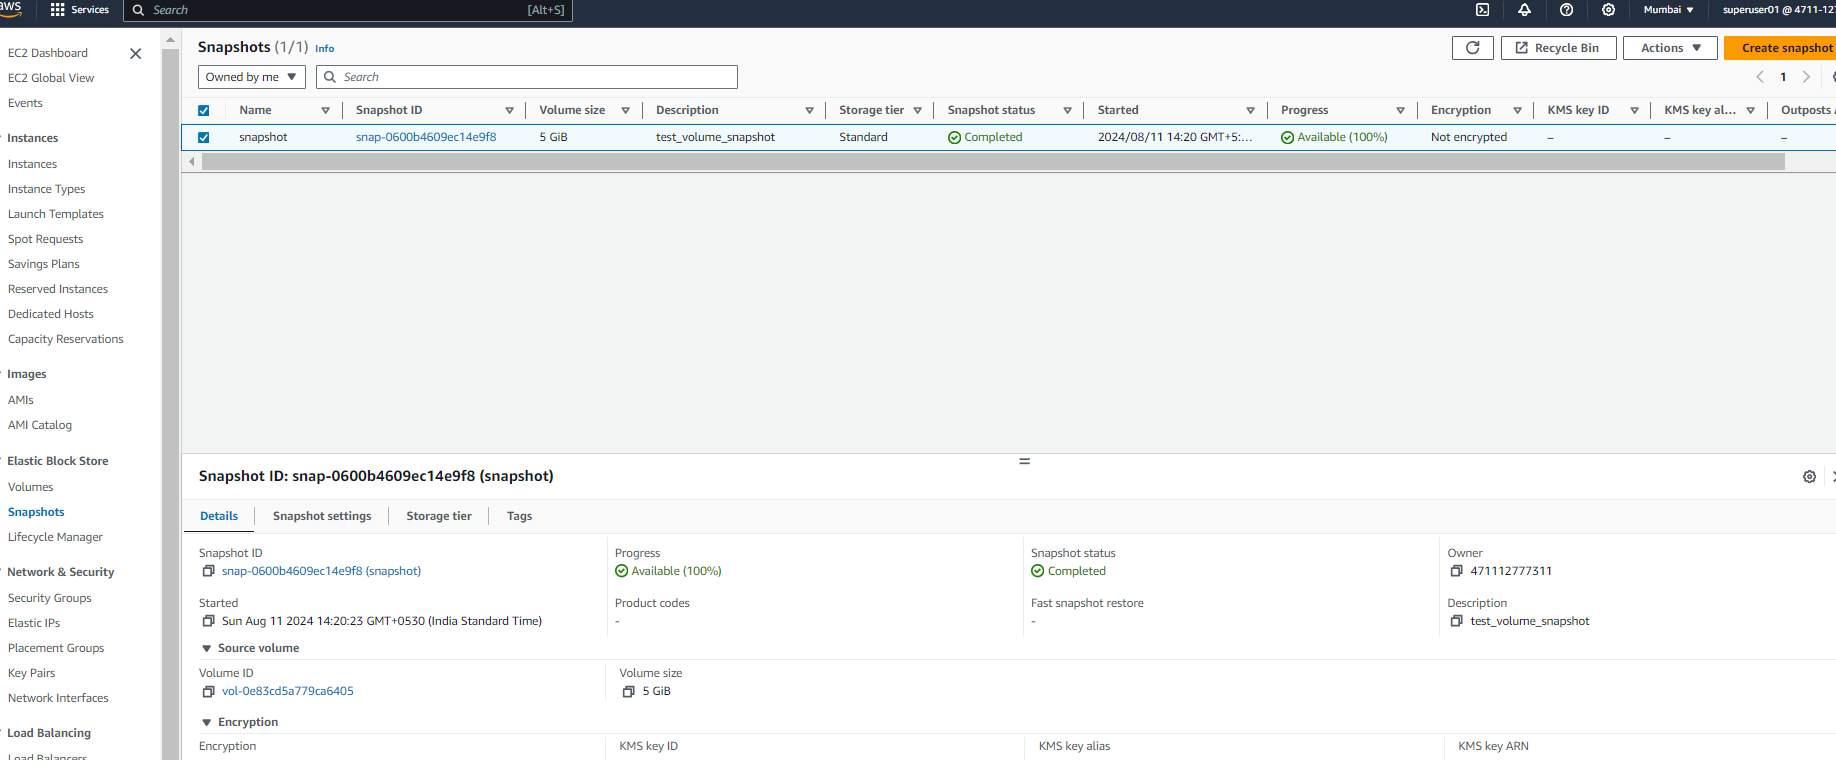 aws Services Search [Alt+S] Mumbai ▼ superuser01 @ 4711-127
EC2 Dashboard
EC2 Global View
Events
Instances
Instances
Instance Types
Launch Templates
Spot Requests
Savings Plans
Reserved Instances
Dedicated Hosts
Capacity Reservations
Images
AMIs
AMI Catalog
Elastic Block Store
Volumes
Snapshots
Lifecycle Manager
Network & Security
Security Groups
Elastic IPs
Placement Groups
Key Pairs
Network Interfaces
Load Balancing
Load Balancers
Snapshots (1/1) Info
Recycle Bin Actions ▼ Create snapshot
Owned by me ▼ Search
1
Name Snapshot ID Volume size Description Storage tier Snapshot status Started Progress Encryption KMS key ID KMS key al... Outposts
snapshot snap-0600b4609ec14e9f8 5 GiB test_volume_snapshot Standard Completed 2024/08/11 14:20 GMT+5:... Available (100%) Not encrypted – – –
Snapshot ID: snap-0600b4609ec14e9f8 (snapshot)
Details Snapshot settings Storage tier Tags
Snapshot ID Progress Snapshot status Owner
snap-0600b4609ec14e9f8 (snapshot) Available (100%) Completed 471112777311
Started Product codes Fast snapshot restore Description
Sun Aug 11 2024 14:20:23 GMT+0530 (India Standard Time) - - test_volume_snapshot
▼ Source volume
Volume ID Volume size
vol-0e83cd5a779ca6405 5 GiB
▼ Encryption
Encryption KMS key ID KMS key alias KMS key ARN